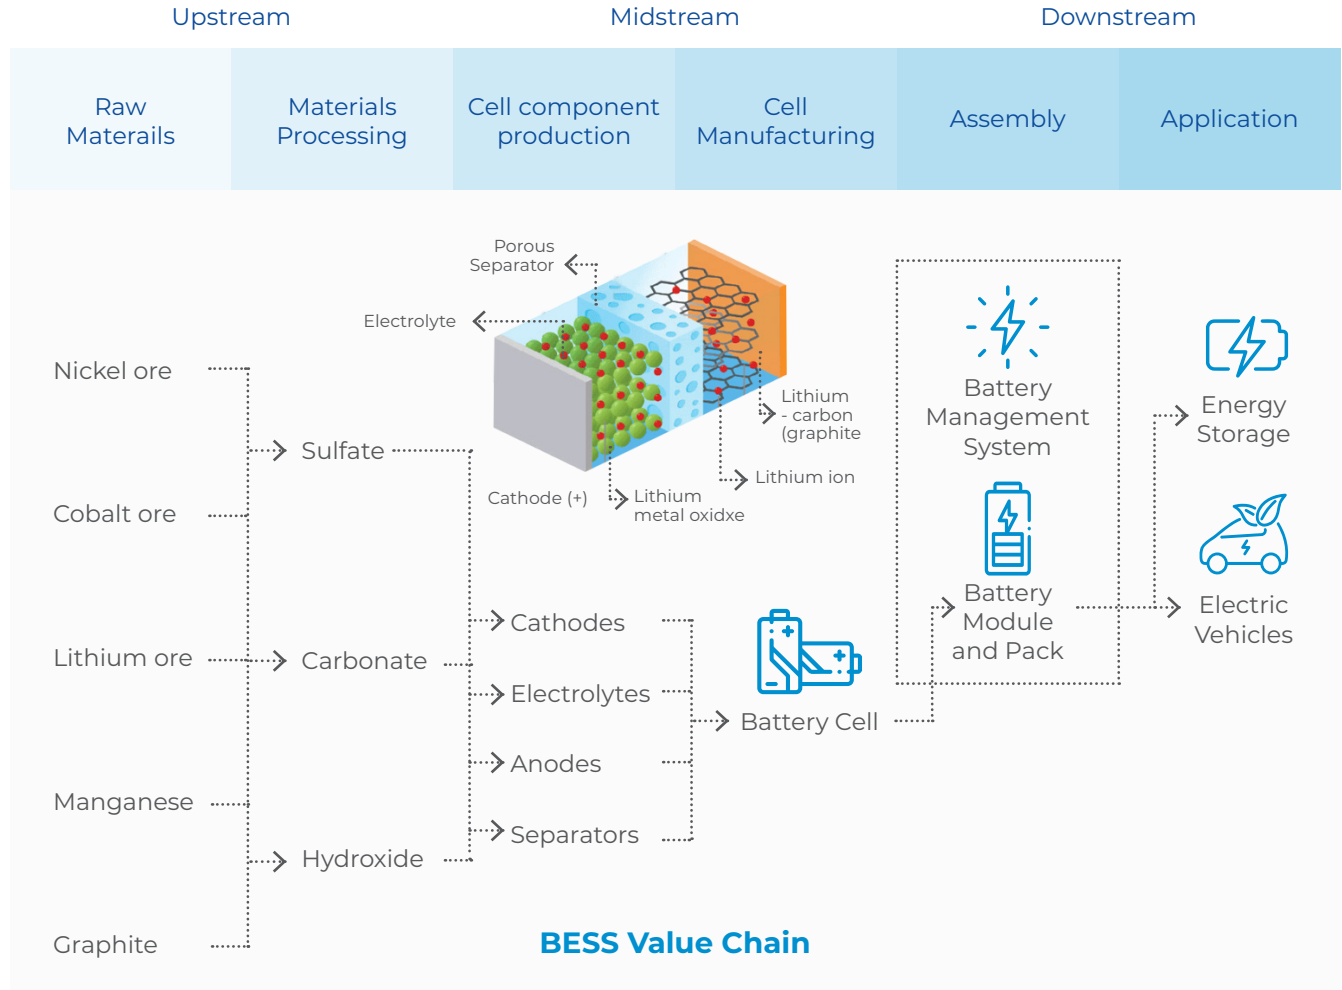 Upstream
Midstream
Downstream
Raw
Materails
Materials
Processing
Cell component
production
Cell
Manufacturing
Assembly
Application
Nickel ore
Cobalt ore
Lithium ore
Manganese
Graphite
Sulfate
Carbonate
Hydroxide
Porous
Separator
Electrolyte
Cathode (+)
Lithium
metal oxidxe
Lithium ion
Lithium
- carbon
(graphite
Cathodes
Electrolytes
Anodes
Separators
Battery Cell
Battery
Management
System
Battery
Module
and Pack
Energy
Storage
Electric
Vehicles
BESS Value Chain